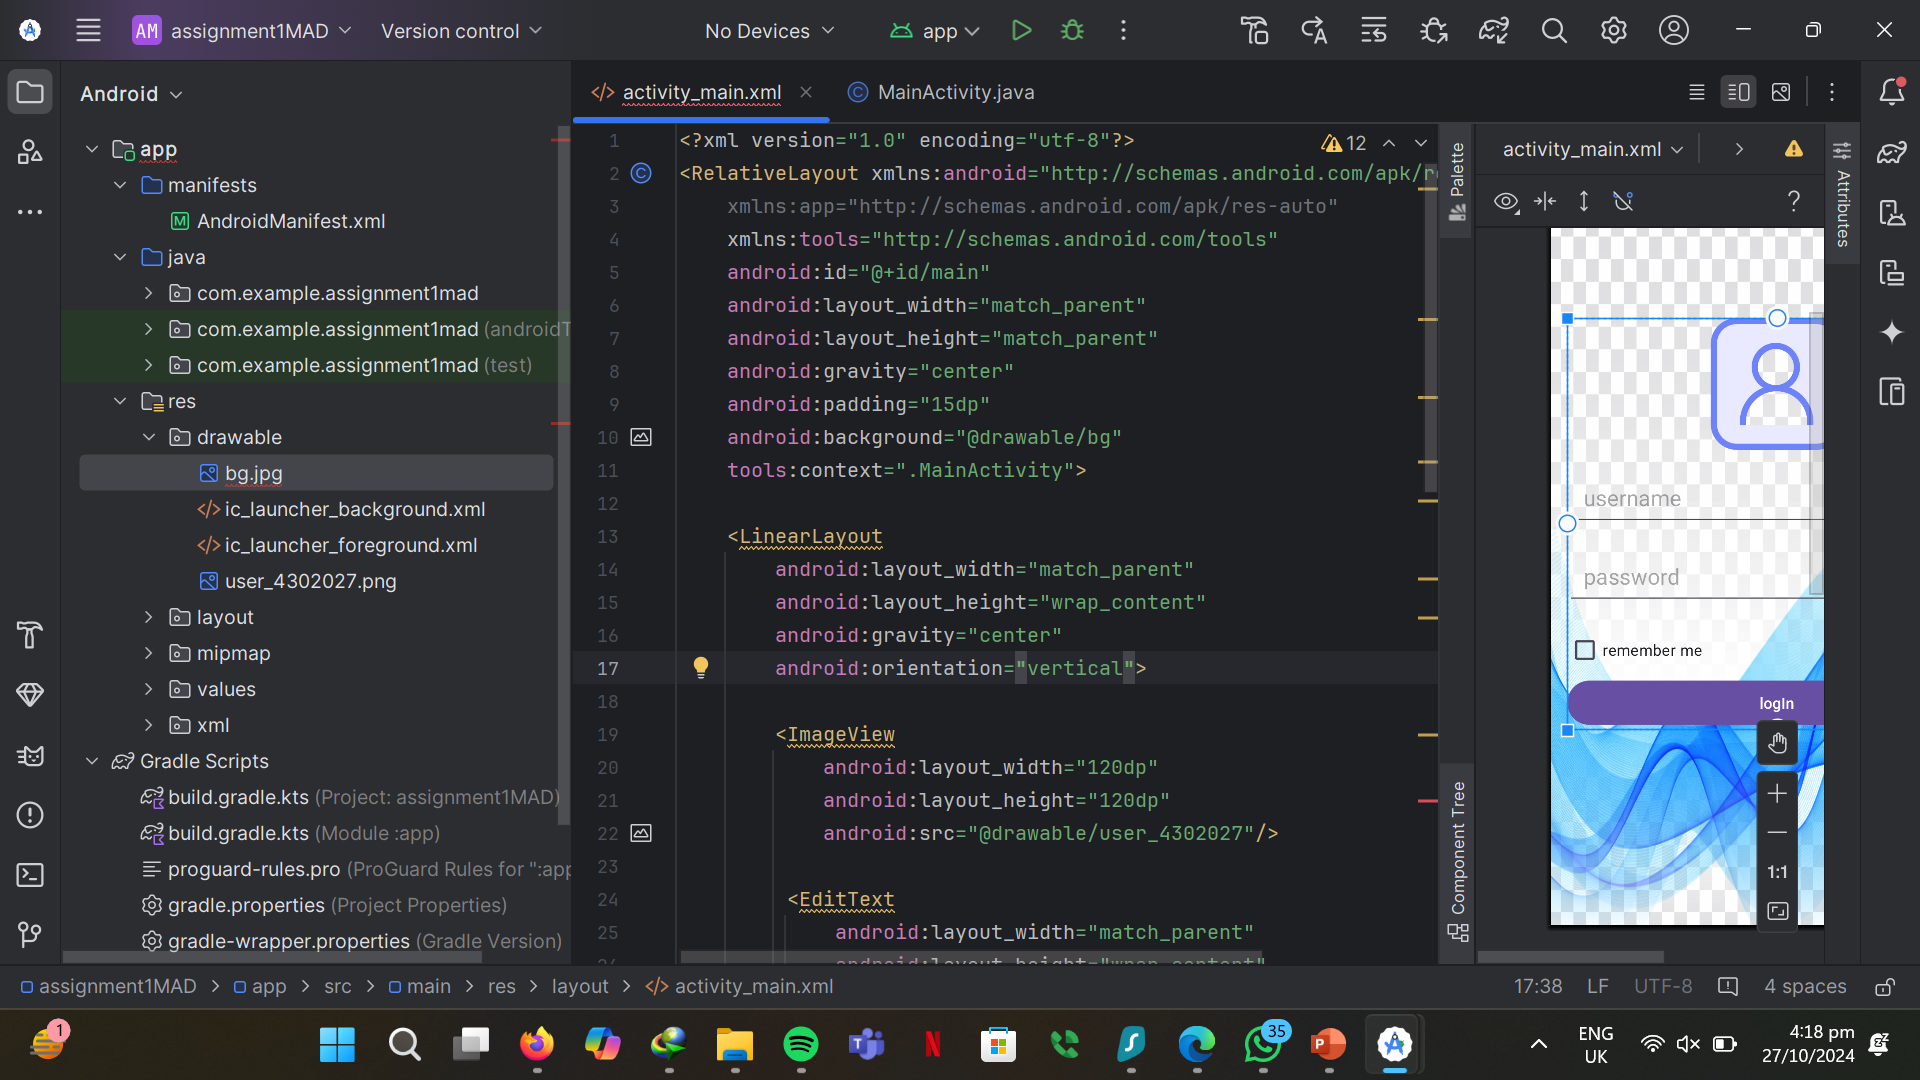 AM assignment1MAD Version control No Devices app
Android
activity_main.xml MainActivity.java
app
manifests
AndroidManifest.xml
java
com.example.assignment1mad
com.example.assignment1mad (androidT
com.example.assignment1mad (test)
res
drawable
bg.jpg
ic_launcher_background.xml
ic_launcher_foreground.xml
user_4302027.png
layout
mipmap
values
xml
Gradle Scripts
build.gradle.kts (Project: assignment1MAD)
build.gradle.kts (Module :app)
proguard-rules.pro (ProGuard Rules for ":app
gradle.properties (Project Properties)
gradle-wrapper.properties (Gradle Version)
12
1 <?xml version="1.0" encoding="utf-8"?>
2 <RelativeLayout xmlns:android="http://schemas.android.com/apk/r
3 xmlns:app="http://schemas.android.com/apk/res-auto"
4 xmlns:tools="http://schemas.android.com/tools"
5 android:id="@+id/main"
6 android:layout_width="match_parent"
7 android:layout_height="match_parent"
8 android:gravity="center"
9 android:padding="15dp"
10 android:background="@drawable/bg"
11 tools:context=".MainActivity">
12
13 <LinearLayout
14 android:layout_width="match_parent"
15 android:layout_height="wrap_content"
16 android:gravity="center"
17 android:orientation="vertical">
18
19 <ImageView
20 android:layout_width="120dp"
21 android:layout_height="120dp"
22 android:src="@drawable/user_4302027"/>
23
24 <EditText
25 android:layout_width="match_parent"
android:layout_height="wrap_content"
Palette
Component Tree
activity_main.xml
?
Attributes
username
password
remember me
logIn
1:1
assignment1MAD > app > src > main > res > layout > activity_main.xml
17:38 LF UTF-8 4 spaces
1
35
ENG
UK
4:18 pm
27/10/2024